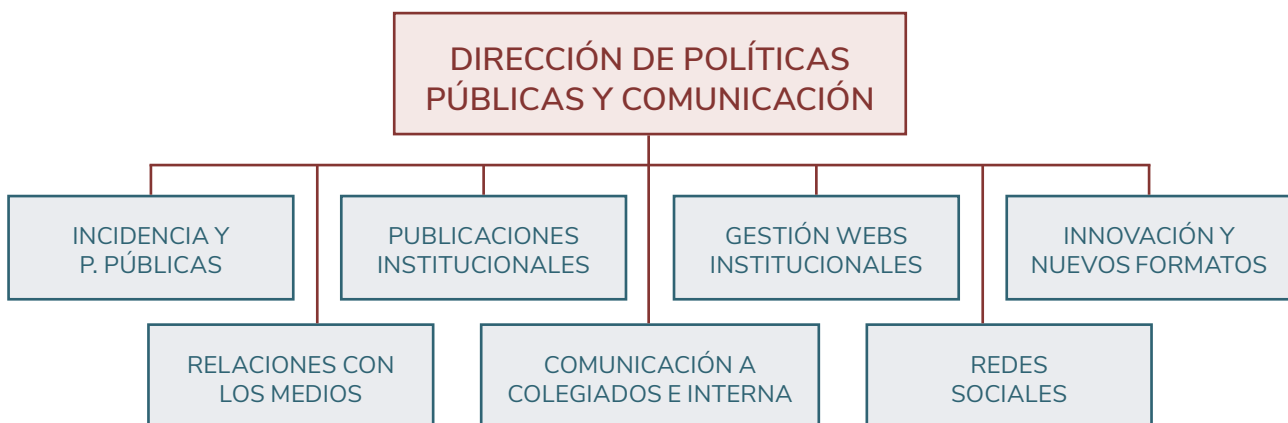 DIRECCIÓN DE POLÍTICAS
PÚBLICAS Y COMUNICACIÓN
INCIDENCIA Y
P. PÚBLICAS
PUBLICACIONES
INSTITUCIONALES
GESTIÓN WEBS
INSTITUCIONALES
INNOVACIÓN Y
NUEVOS FORMATOS
RELACIONES CON
LOS MEDIOS
COMUNICACIÓN A
COLEGIADOS E INTERNA
REDES
SOCIALES